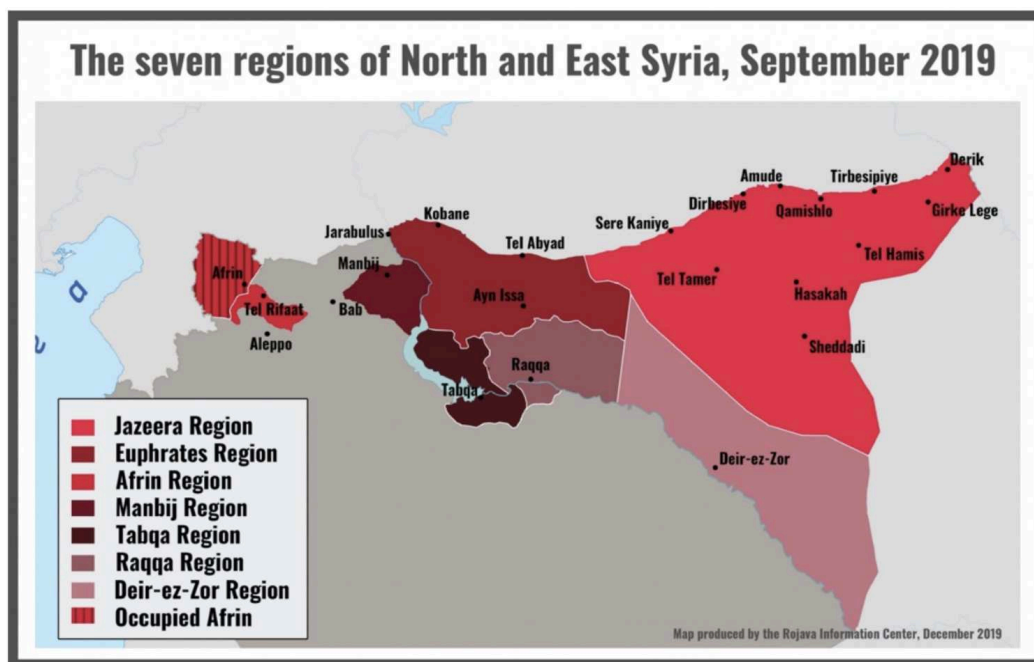 The seven regions of North and East Syria, September 2019
Derik
Amude
Tirbesipiye
Dirbesiye
Qamishlo
Girke Lege
Kobane
Sere Kaniye
Jarabulus
Tel Abyad
Tel Hamis
Manbij
Afrin
Tel Tamer
Hasakah
Ayn Issa
Tel Rifaat
Bab
Aleppo
Sheddadi
Raqqa
Tabqa
Deir-ez-Zor
Jazeera Region
Euphrates Region
Afrin Region
Manbij Region
Tabqa Region
Raqqa Region
Deir-ez-Zor Region
Occupied Afrin
Map produced by the Rojava Information Center, December 2019